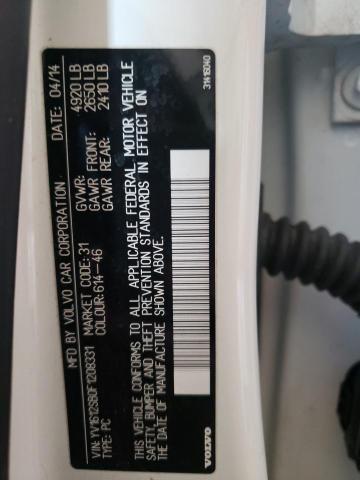 MFD BY VOLVO CAR CORPORATION DATE: 04/14
GVWR: 4920 LB
GAWR FRONT: 2650 LB
GAWR REAR: 2410 LB
MARKET CODE: 31
COLOUR: 614-46
VIN: YV1612SB0F1208331
TYPE: PC
THIS VEHICLE CONFORMS TO ALL APPLICABLE FEDERAL MOTOR VEHICLE
SAFETY, BUMPER AND THEFT PREVENTION STANDARDS IN EFFECT ON
DATE OF MANUFACTURE SHOWN ABOVE.
VOLVO
31416040